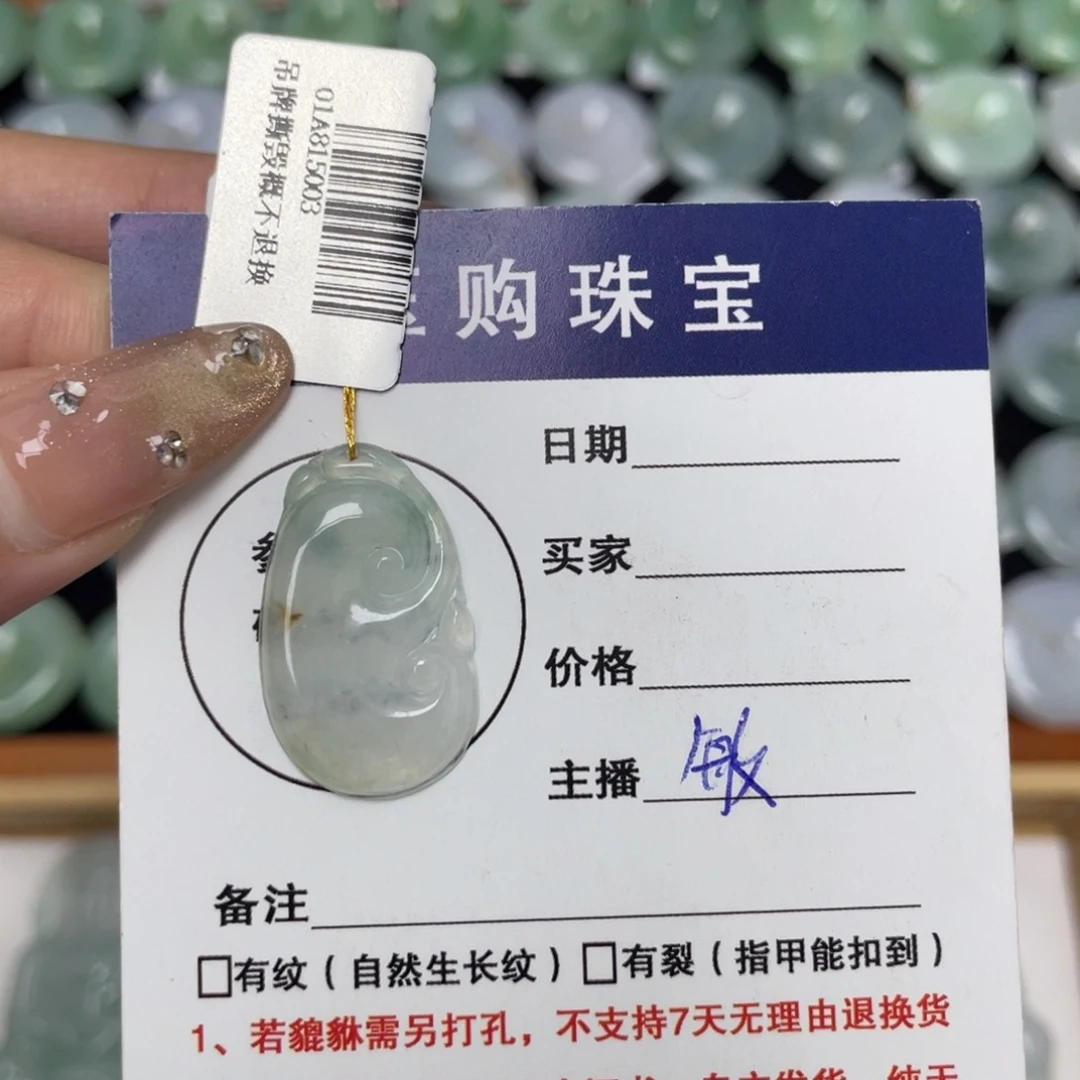 吊牌撕毁概不退换
01A815003
购珠宝
日期
买家
价格
主播 敏
备注
□有纹（自然生长纹）□有裂（指甲能扣到）
1、若貔貅需另打孔，不支持7天无理由退换货